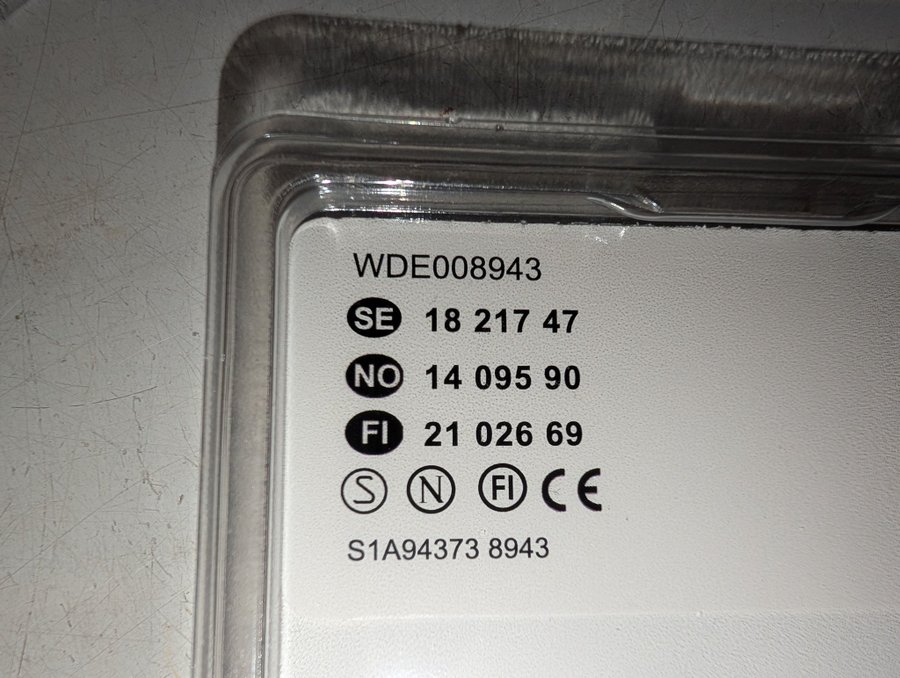 WDE008943
SE 18 217 47
NO 14 095 90
FI 21 026 69
S N FI CE
S1A94373 8943